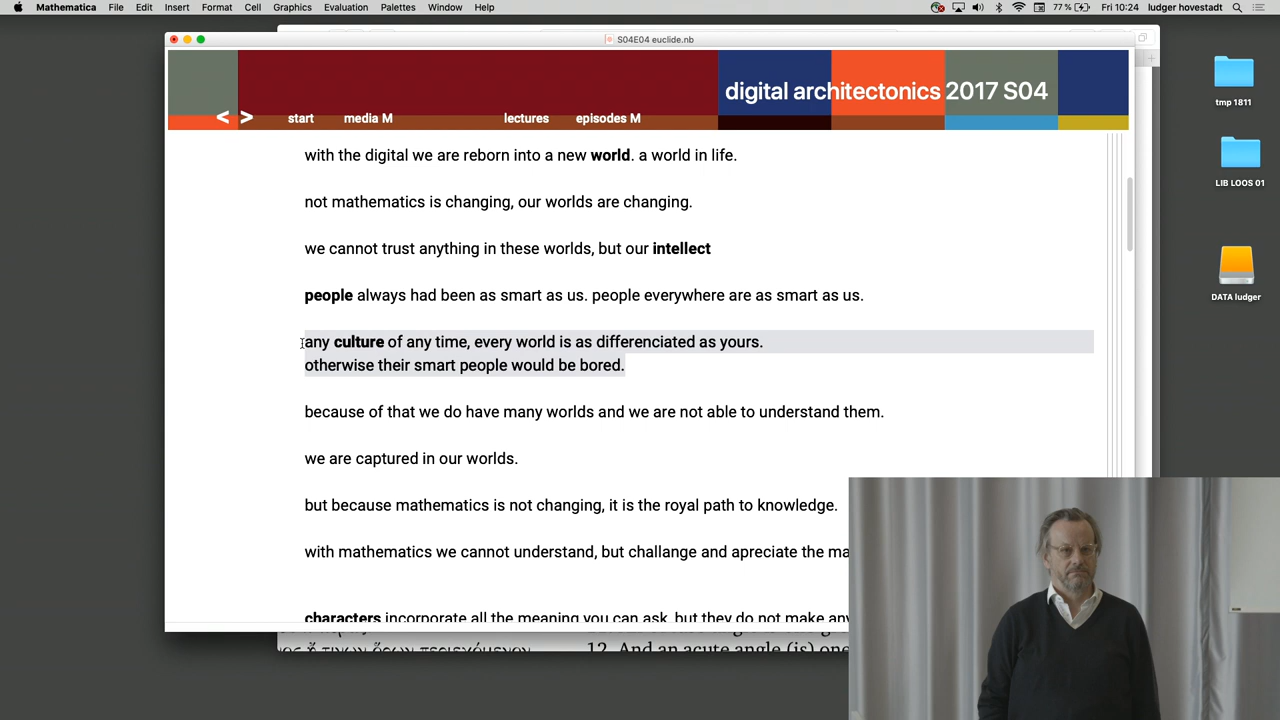 Mathematica File Edit Insert Format Cell Graphics Evaluation Palettes Window Help 77% Fri 10:24 ludger hovestadt
S04E04 euclide.nb
digital architectonics 2017 S04
< > start media M lectures episodes M
tmp 1811
LIB LOOS 01
DATA ludger
with the digital we are reborn into a new world. a world in life.
not mathematics is changing, our worlds are changing.
we cannot trust anything in these worlds, but our intellect
people always had been as smart as us. people everywhere are as smart as us.
any culture of any time, every world is as differenciated as yours.
otherwise their smart people would be bored.
because of that we do have many worlds and we are not able to understand them.
we are captured in our worlds.
but because mathematics is not changing, it is the royal path to knowledge.
with mathematics we cannot understand, but challange and apreciate the ma
characters incorporate all the meaning you can ask, but they do not make any
12. And an acute angle (is) one